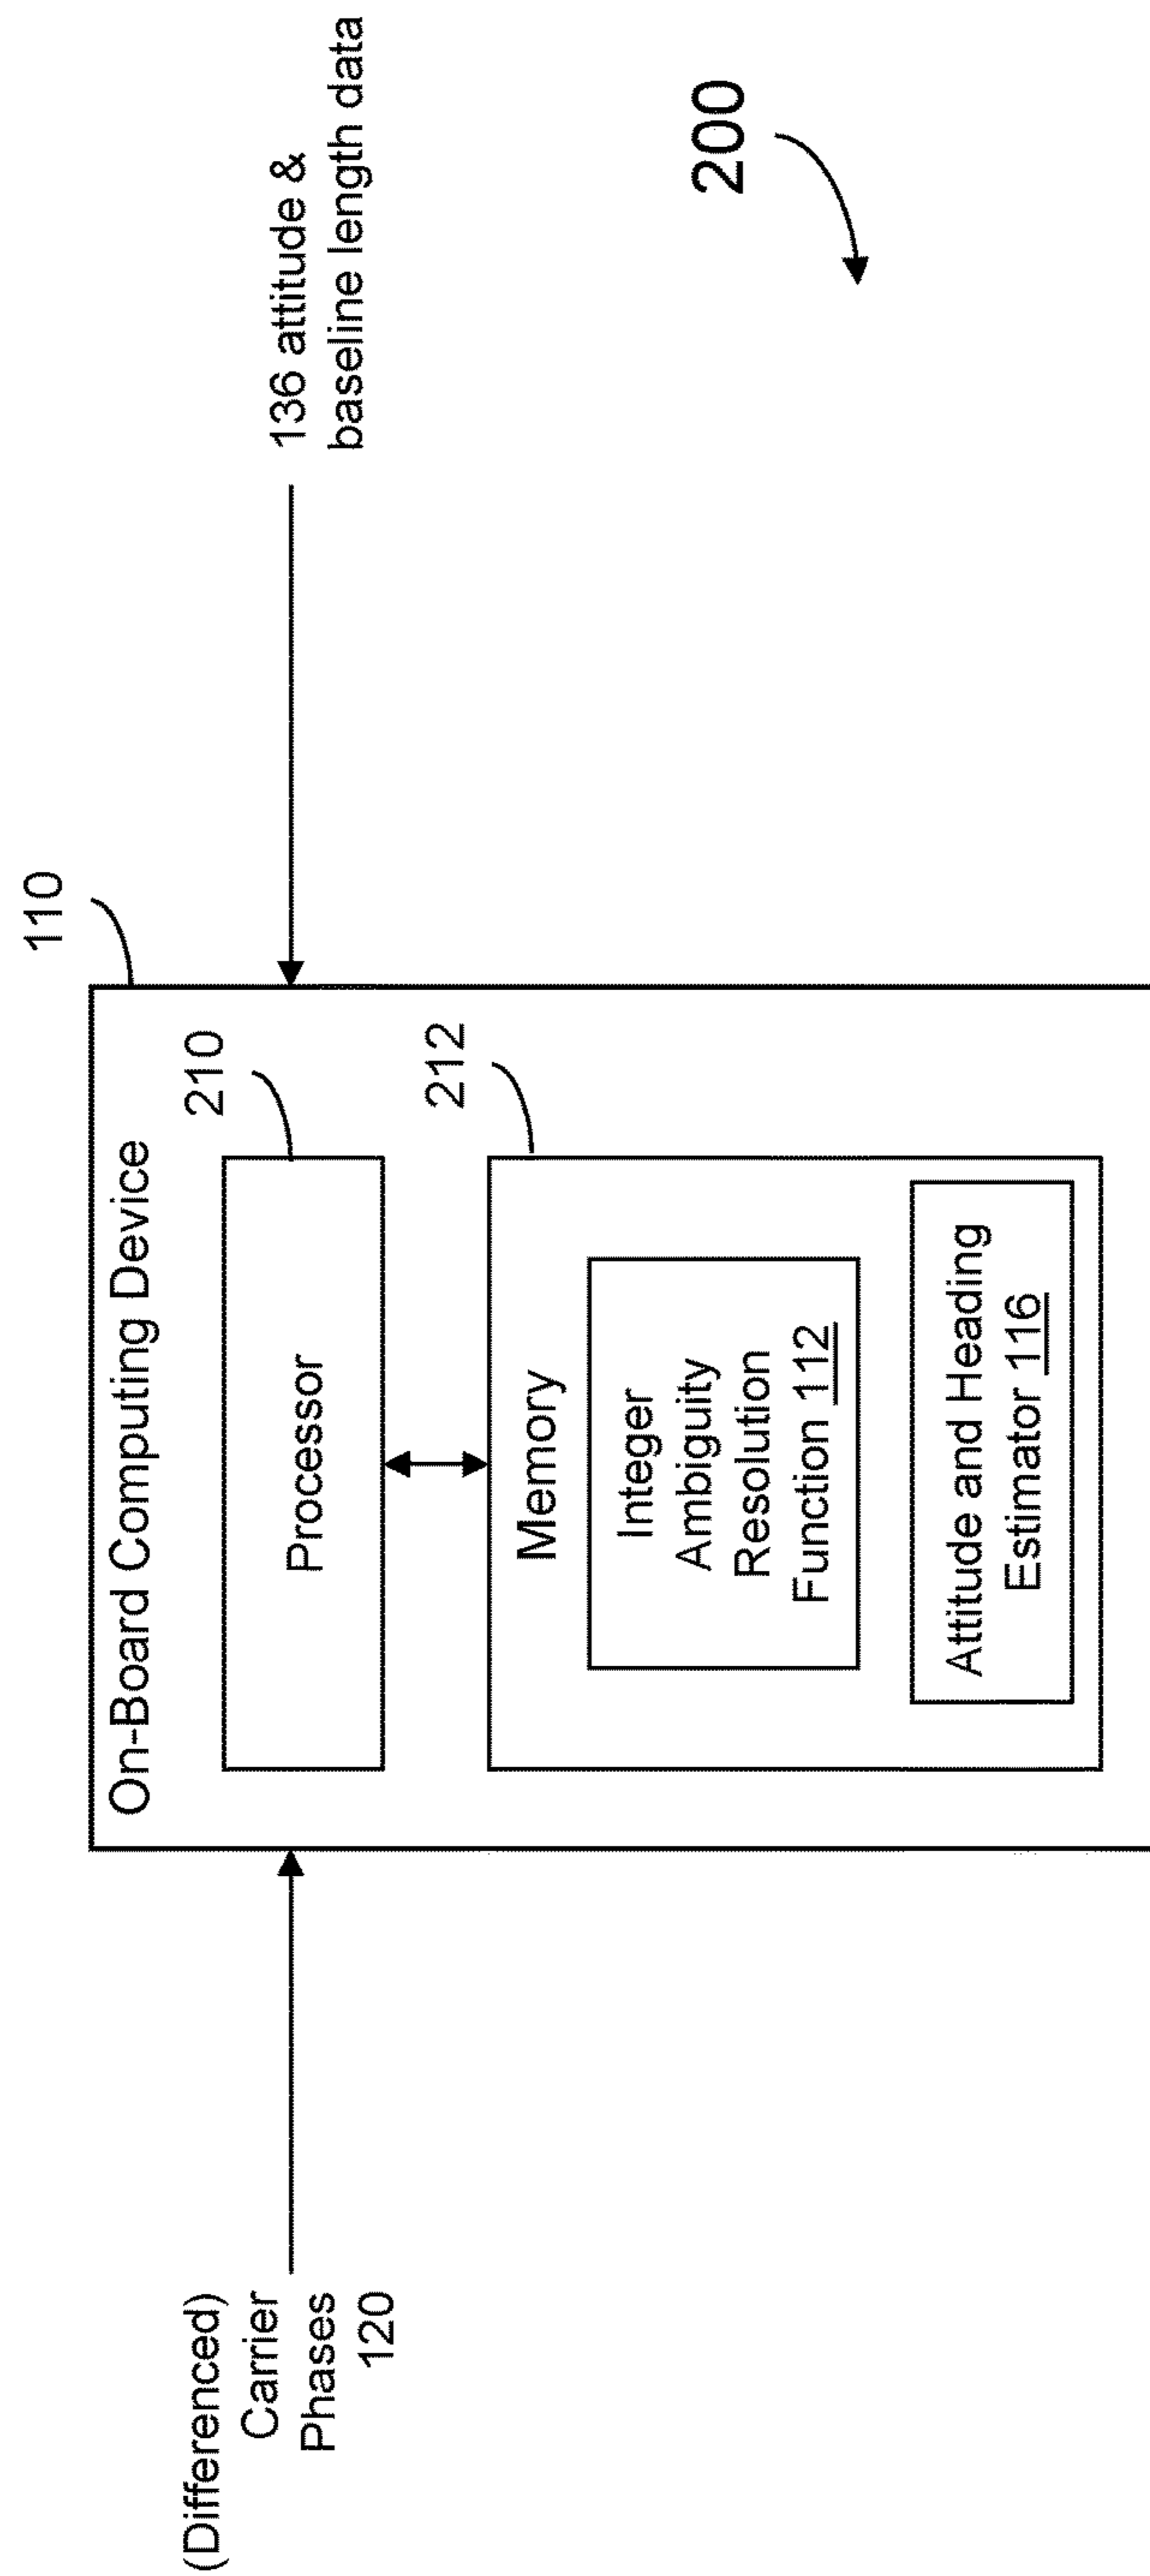 110
On-Board Computing Device
210
Processor
212
Memory
Integer
Ambiguity
Resolution
Function 112
Attitude and Heading
Estimator 116
(Differenced)
Carrier
Phases
120
136 attitude &
baseline length data
200